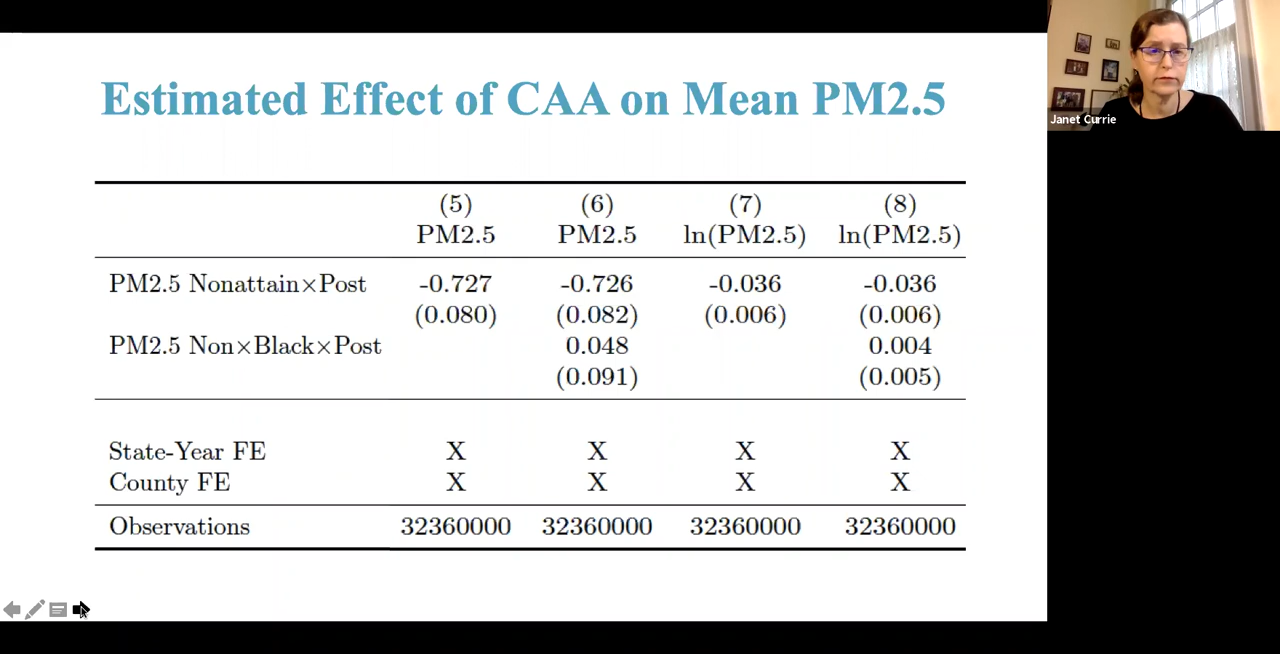 Estimated Effect of CAA on Mean PM2.5
Janet Currie
(5) (6) (7) (8)
PM2.5 PM2.5 ln(PM2.5) ln(PM2.5)
PM2.5 Nonattain×Post -0.727 -0.726 -0.036 -0.036
(0.080) (0.082) (0.006) (0.006)
PM2.5 Non×Black×Post 0.048 0.004
(0.091) (0.005)
State-Year FE X X X X
County FE X X X X
Observations 32360000 32360000 32360000 32360000